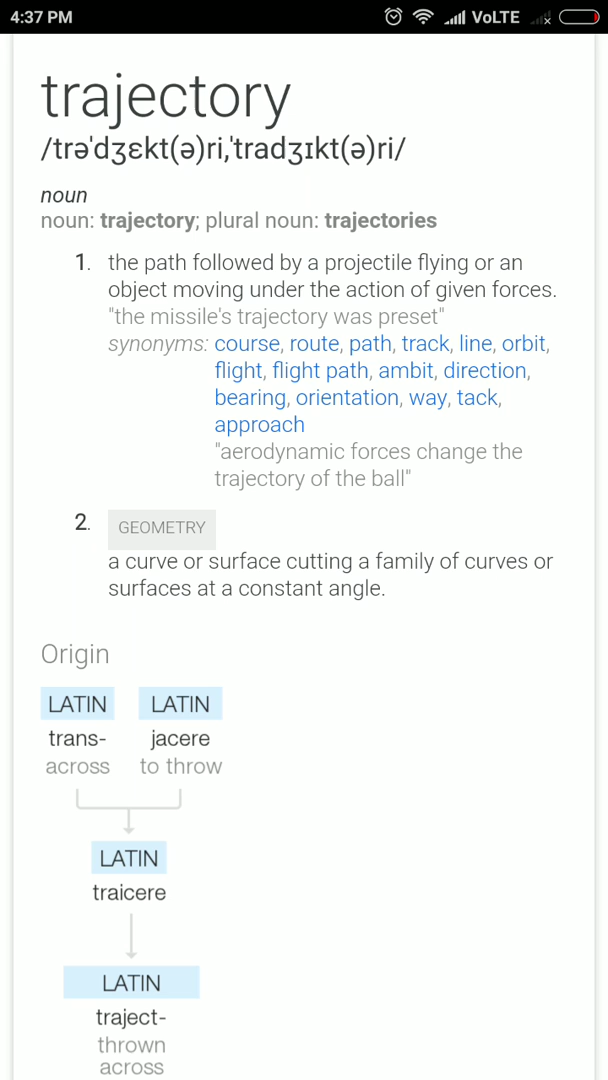 4:37 PM VoLTE
trajectory
/trəˈdʒɛkt(ə)ri,ˈtradʒɪkt(ə)ri/
noun
noun: trajectory; plural noun: trajectories
1. the path followed by a projectile flying or an
object moving under the action of given forces.
"the missile's trajectory was preset"
synonyms: course, route, path, track, line, orbit,
flight, flight path, ambit, direction,
bearing, orientation, way, tack,
approach
"aerodynamic forces change the
trajectory of the ball"
2. GEOMETRY
a curve or surface cutting a family of curves or
surfaces at a constant angle.
Origin
LATIN LATIN
trans- jacere
across to throw
LATIN
traicere
LATIN
traject-
thrown
across